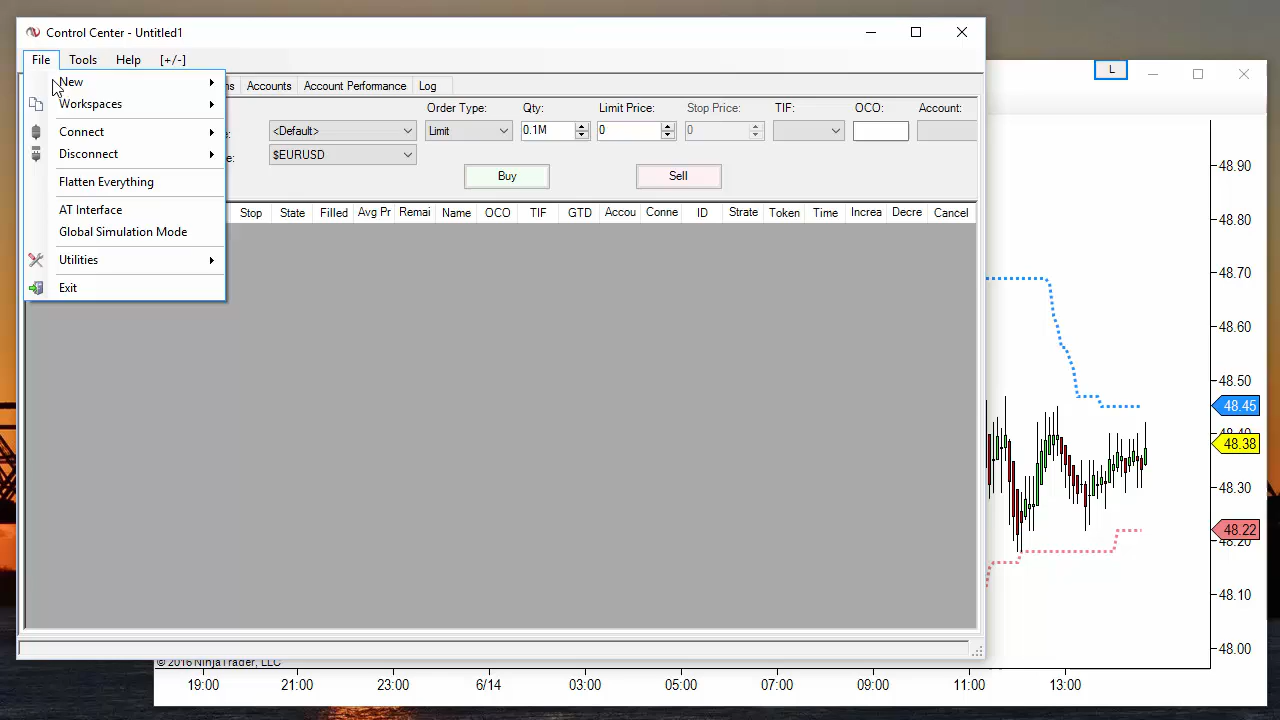 Control Center - Untitled1
File Tools Help [+/-]
L
New
Workspaces
Connect
Disconnect
Flatten Everything
AT Interface
Global Simulation Mode
Utilities
Exit
Accounts Account Performance Log
Order Type: Qty: Limit Price: Stop Price: TIF: OCO: Account:
<Default> Limit 0.1M 0 0
$EURUSD
Buy Sell
Stop State Filled Avg Pr Remai Name OCO TIF GTD Accou Conne ID Strate Token Time Increa Decre Cancel
48.90
48.80
48.70
48.60
48.50
48.45
48.40
48.38
48.30
48.22
48.20
48.10
48.00
© 2016 NinjaTrader, LLC
19:00 21:00 23:00 6/14 03:00 05:00 07:00 09:00 11:00 13:00